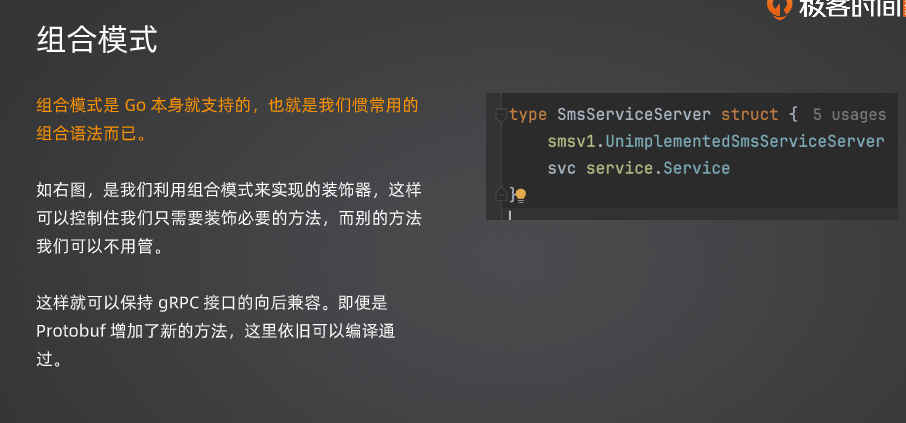 极客时间
组合模式
组合模式是 Go 本身就支持的，也就是我们惯常用的
组合语法而已。
如右图，是我们利用组合模式来实现的装饰器，这样
可以控制住我们只需要装饰必要的方法，而别的方法
我们可以不用管。
这样就可以保持 gRPC 接口的向后兼容。即便是
Protobuf 增加了新的方法，这里依旧可以编译通
过。
type SmsServiceServer struct { 5 usages
smsv1.UnimplementedSmsServiceServer
svc service.Service
}